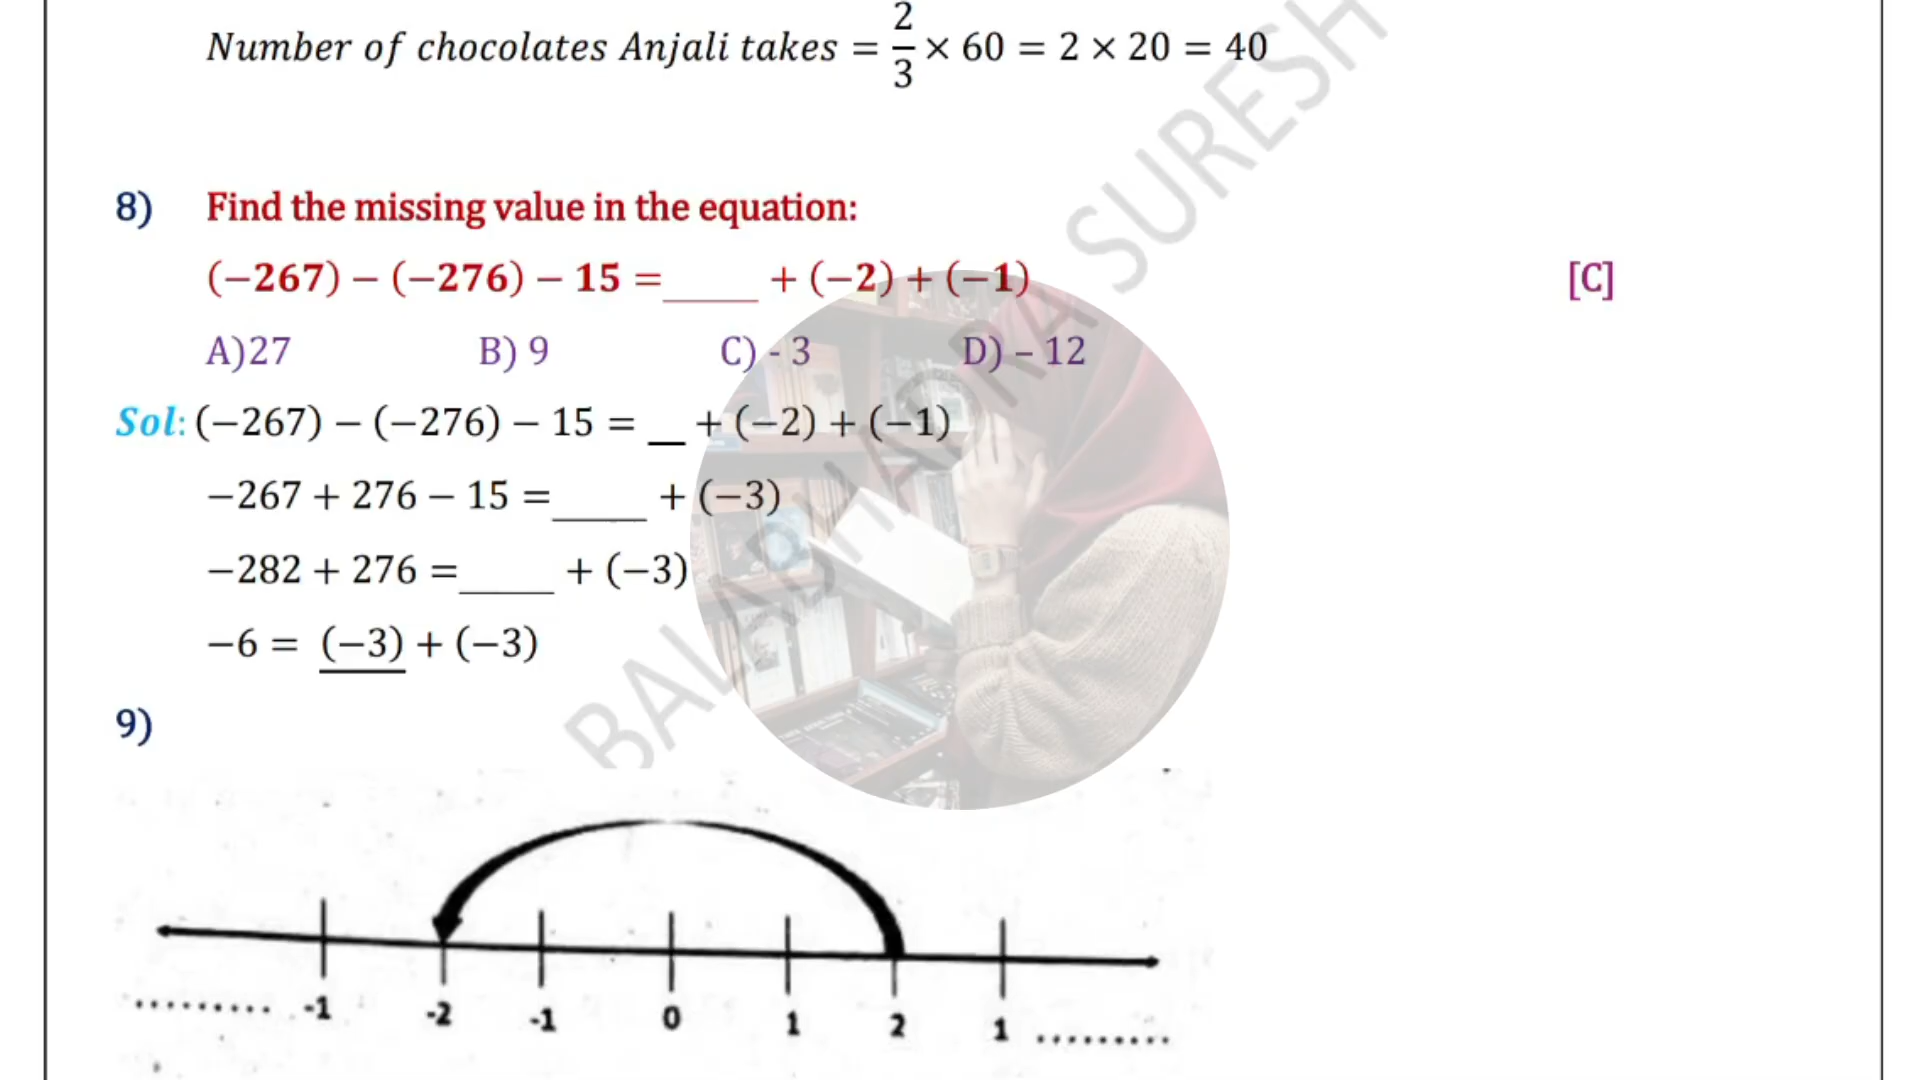 Number of chocolates Anjali takes = 2/3 × 60 = 2 × 20 = 40
8) Find the missing value in the equation:
(−267) − (−276) − 15 =____ + (−2) + (−1) [C]
A)27 B) 9 C) - 3 D) – 12
Sol: (−267) − (−276) − 15 = _ + (−2) + (−1)
−267 + 276 − 15 =____ + (−3)
−282 + 276 =____ + (−3)
−6 = (−3) + (−3)
9)
......... -1 -2 -1 0 1 2 1 .........
BALABHADRA SURESH